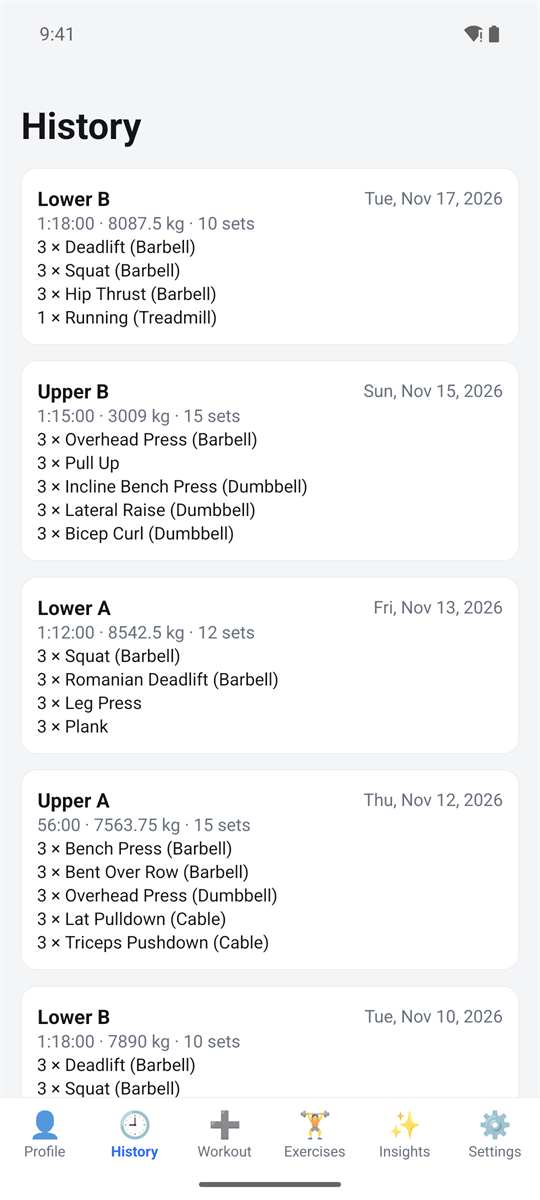 9:41
History
Lower B Tue, Nov 17, 2026
1:18:00 · 8087.5 kg · 10 sets
3 × Deadlift (Barbell)
3 × Squat (Barbell)
3 × Hip Thrust (Barbell)
1 × Running (Treadmill)
Upper B Sun, Nov 15, 2026
1:15:00 · 3009 kg · 15 sets
3 × Overhead Press (Barbell)
3 × Pull Up
3 × Incline Bench Press (Dumbbell)
3 × Lateral Raise (Dumbbell)
3 × Bicep Curl (Dumbbell)
Lower A Fri, Nov 13, 2026
1:12:00 · 8542.5 kg · 12 sets
3 × Squat (Barbell)
3 × Romanian Deadlift (Barbell)
3 × Leg Press
3 × Plank
Upper A Thu, Nov 12, 2026
56:00 · 7563.75 kg · 15 sets
3 × Bench Press (Barbell)
3 × Bent Over Row (Barbell)
3 × Overhead Press (Dumbbell)
3 × Lat Pulldown (Cable)
3 × Triceps Pushdown (Cable)
Lower B Tue, Nov 10, 2026
1:18:00 · 7890 kg · 10 sets
3 × Deadlift (Barbell)
3 × Squat (Barbell)
Profile History Workout Exercises Insights Settings